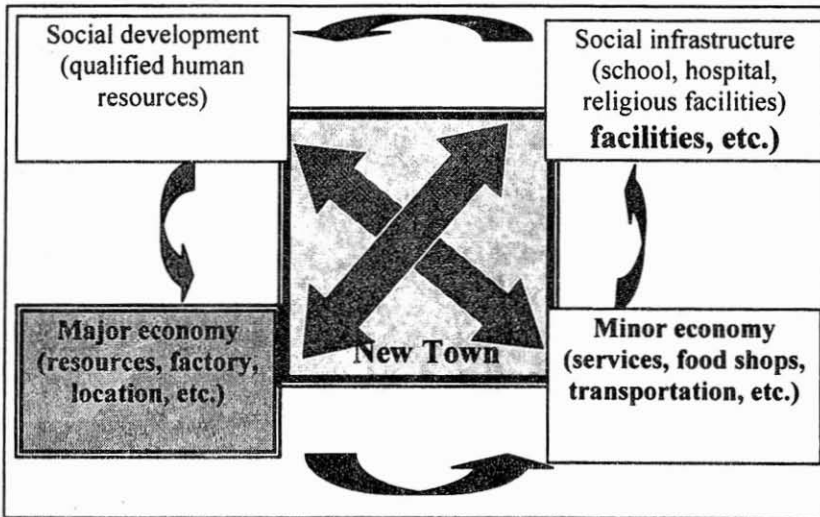 Social development
(qualified human
resources)
Social infrastructure
(school, hospital,
religious facilities)
facilities, etc.)
New Town
Major economy
(resources, factory,
location, etc.)
Minor economy
(services, food shops,
transportation, etc.)